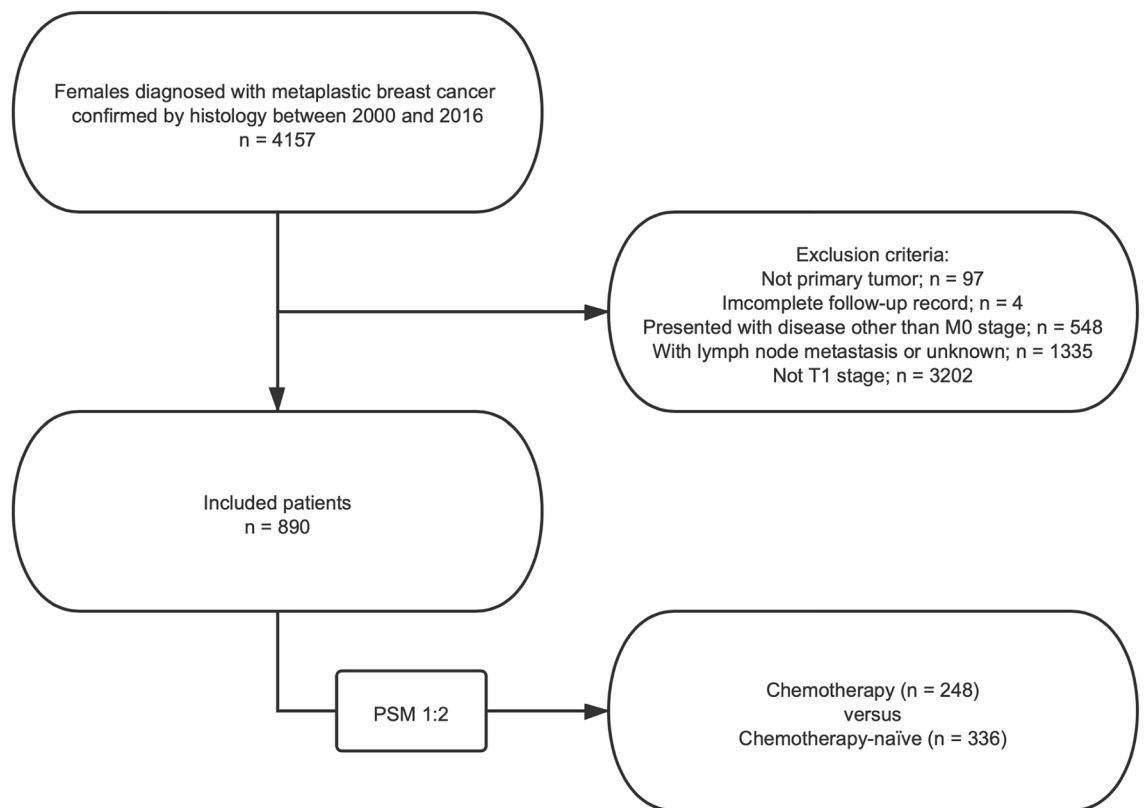 Females diagnosed with metaplastic breast cancer
confirmed by histology between 2000 and 2016
n = 4157
Exclusion criteria:
Not primary tumor; n = 97
Imcomplete follow-up record; n = 4
Presented with disease other than M0 stage; n = 548
With lymph node metastasis or unknown; n = 1335
Not T1 stage; n = 3202
Included patients
n = 890
PSM 1:2
Chemotherapy (n = 248)
versus
Chemotherapy-naïve (n = 336)